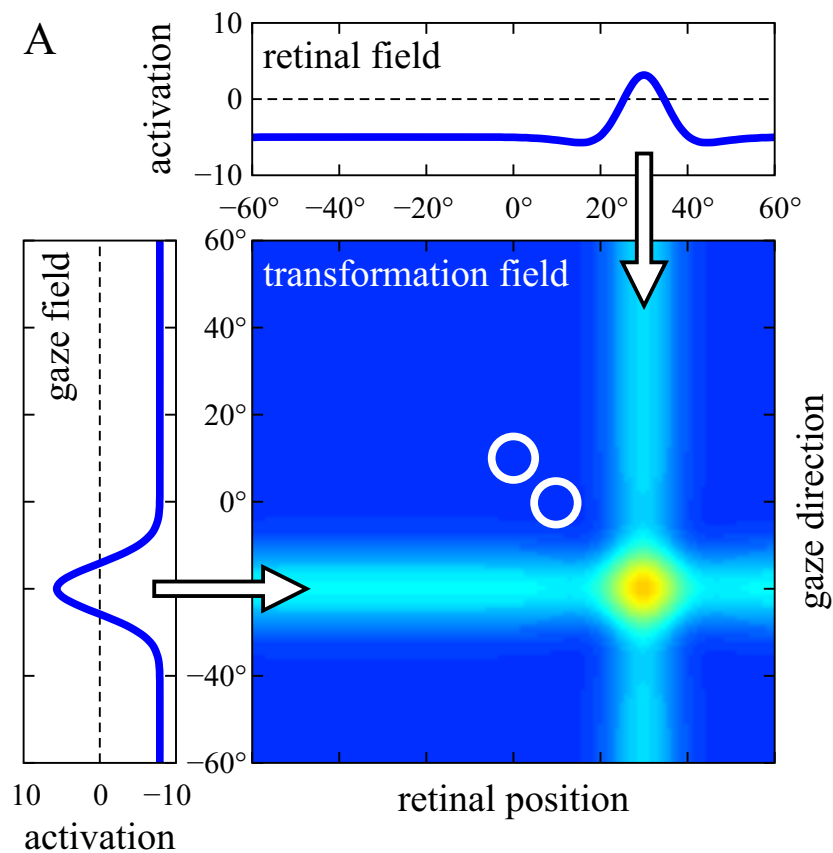 A
retinal field
activation
10
0
−10
−60°
−40°
−20°
0°
20°
40°
60°
gaze field
transformation field
60°
40°
20°
0°
−40°
−60°
gaze direction
10
0
−10
activation
retinal position